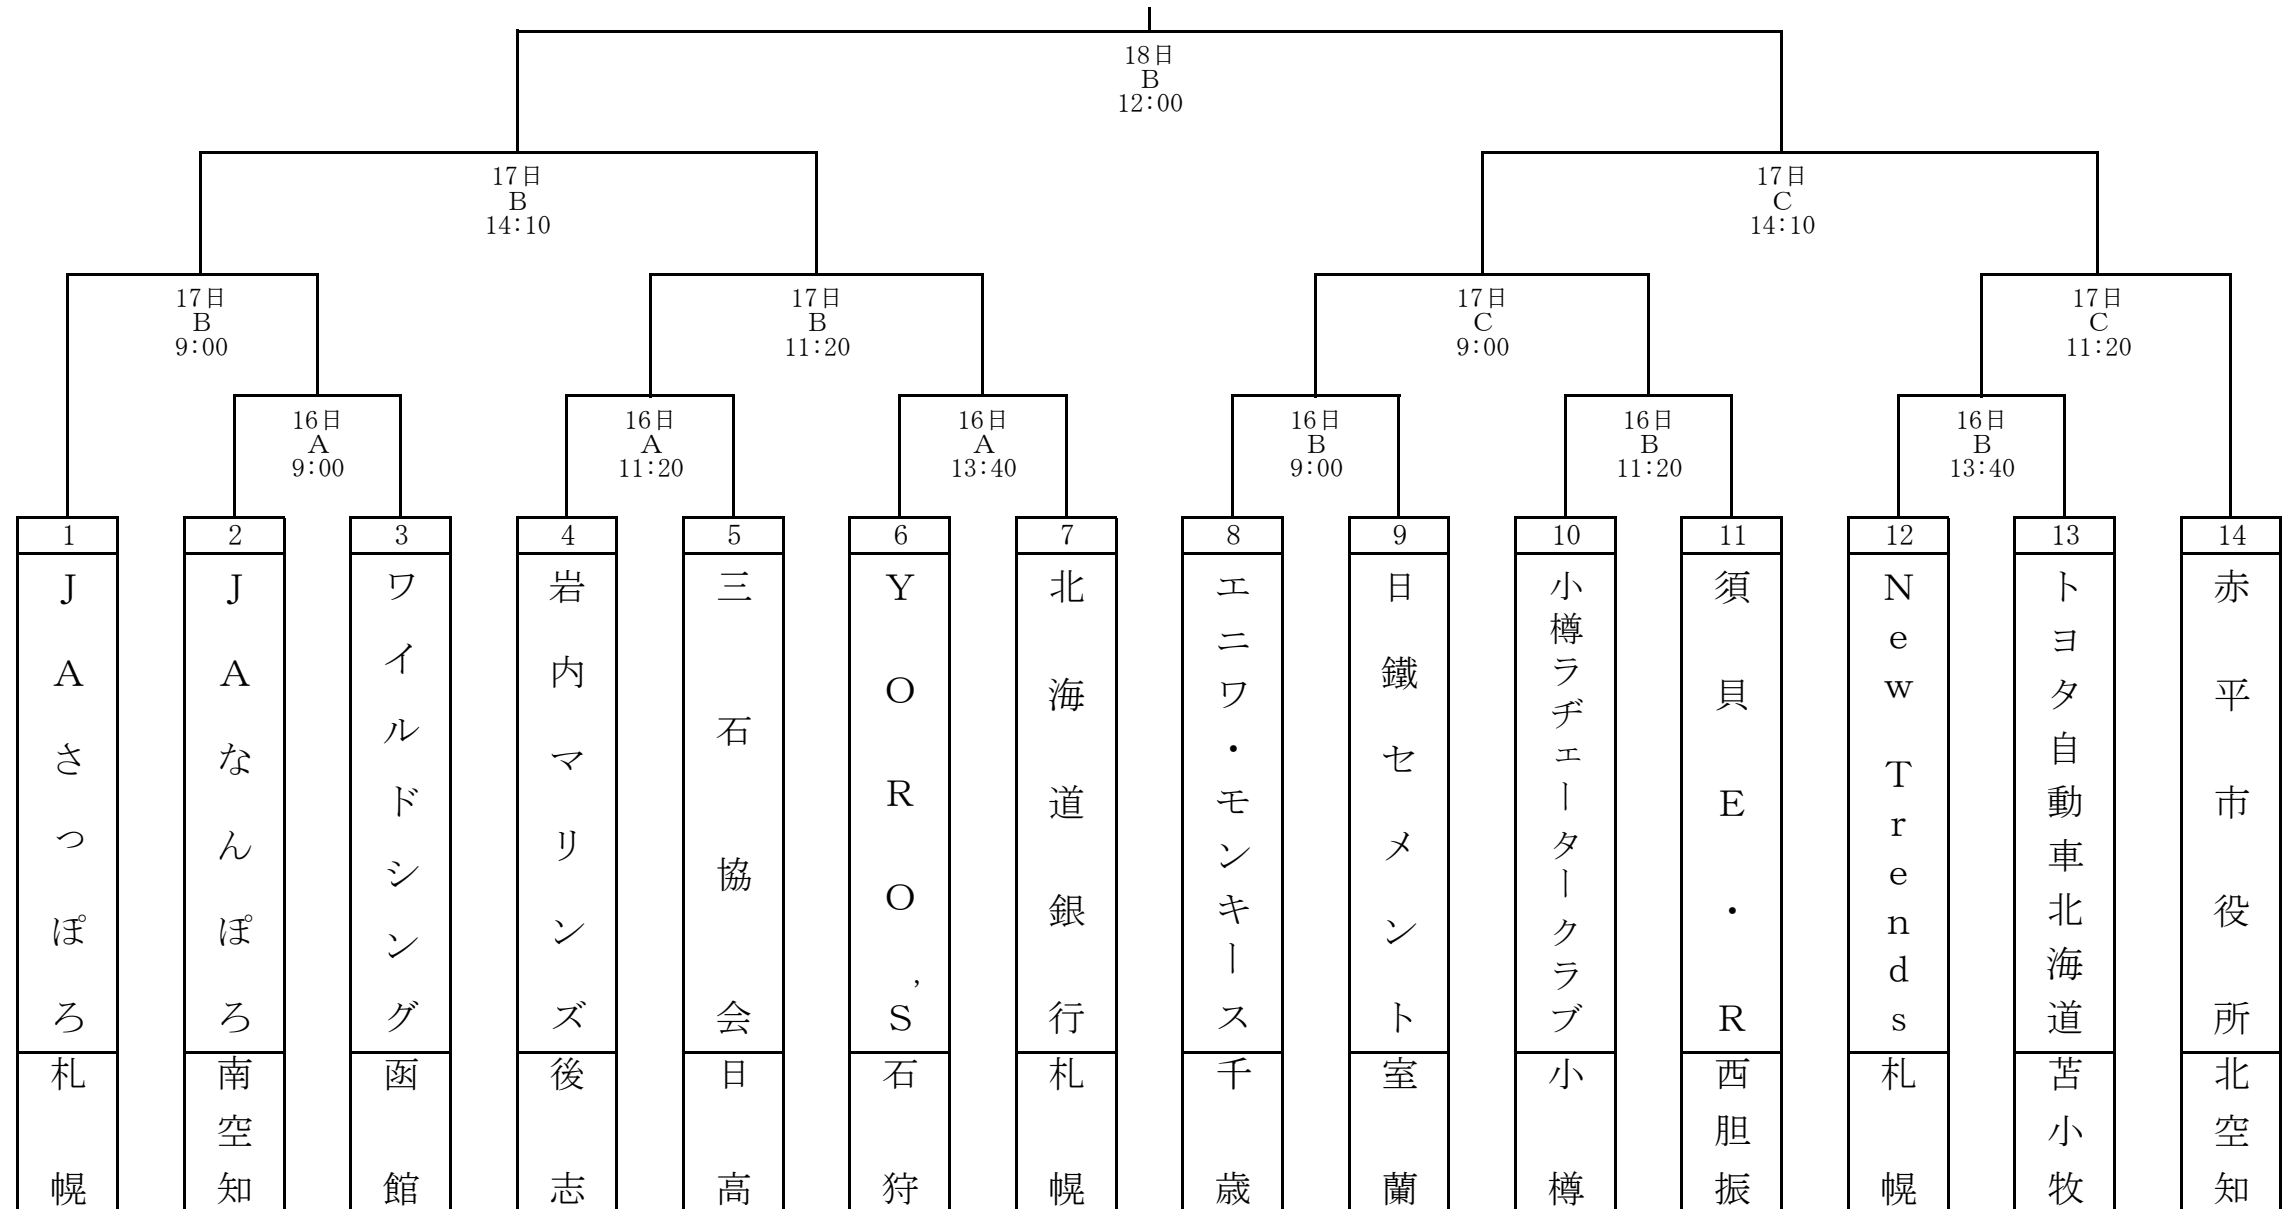 18日
B
12:00
17日
B
14:10
17日
C
14:10
17日
B
9:00
17日
B
11:20
17日
C
9:00
17日
C
11:20
16日
A
9:00
16日
A
11:20
16日
A
13:40
16日
B
9:00
16日
B
11:20
16日
B
13:40
1
JAさっぽろ
札幌
2
JAなんぽろ
南空知
3
ワイルドシング
函館
4
岩内マリンズ
後志
5
三石協会
日高
6
YORO’S
石狩
7
北海道銀行
札幌
8
エニワ・モンキース
千歳
9
日鐵セメント
室蘭
10
小樽ラヂェータークラブ
小樽
11
須貝E・R
西胆振
12
New Trends
札幌
13
トヨタ自動車北海道
苫小牧
14
赤平市役所
北空知